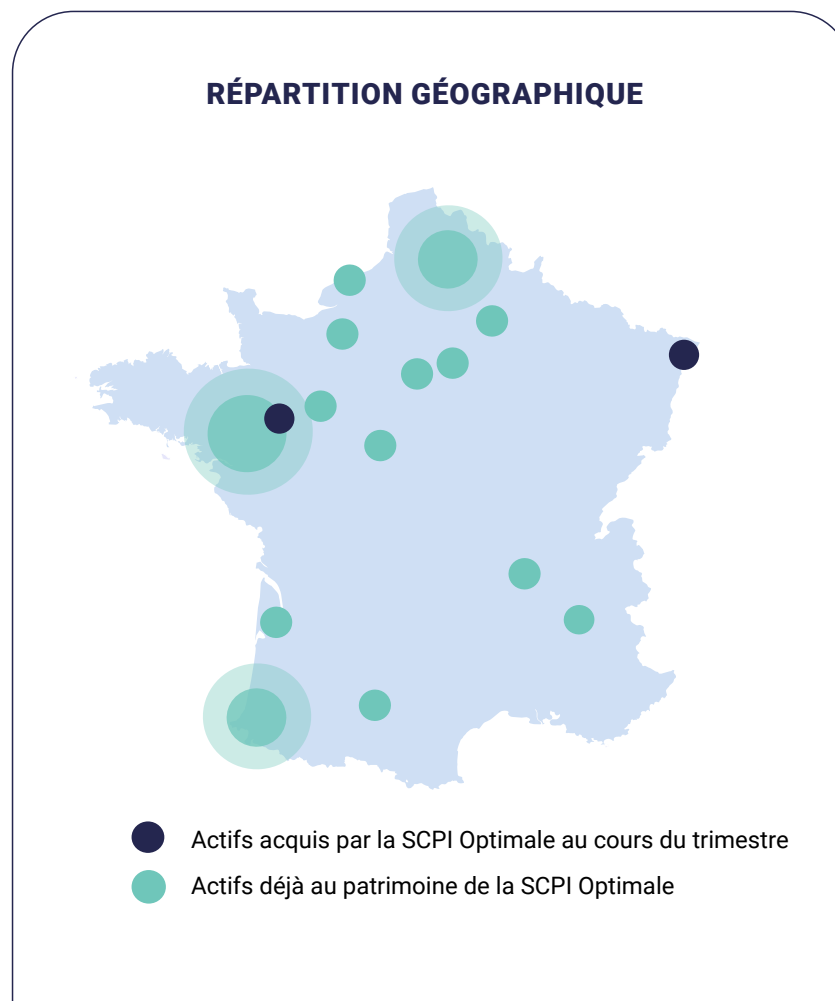 RÉPARTITION GÉOGRAPHIQUE
Actifs acquis par la SCPI Optimale au cours du trimestre
Actifs déjà au patrimoine de la SCPI Optimale